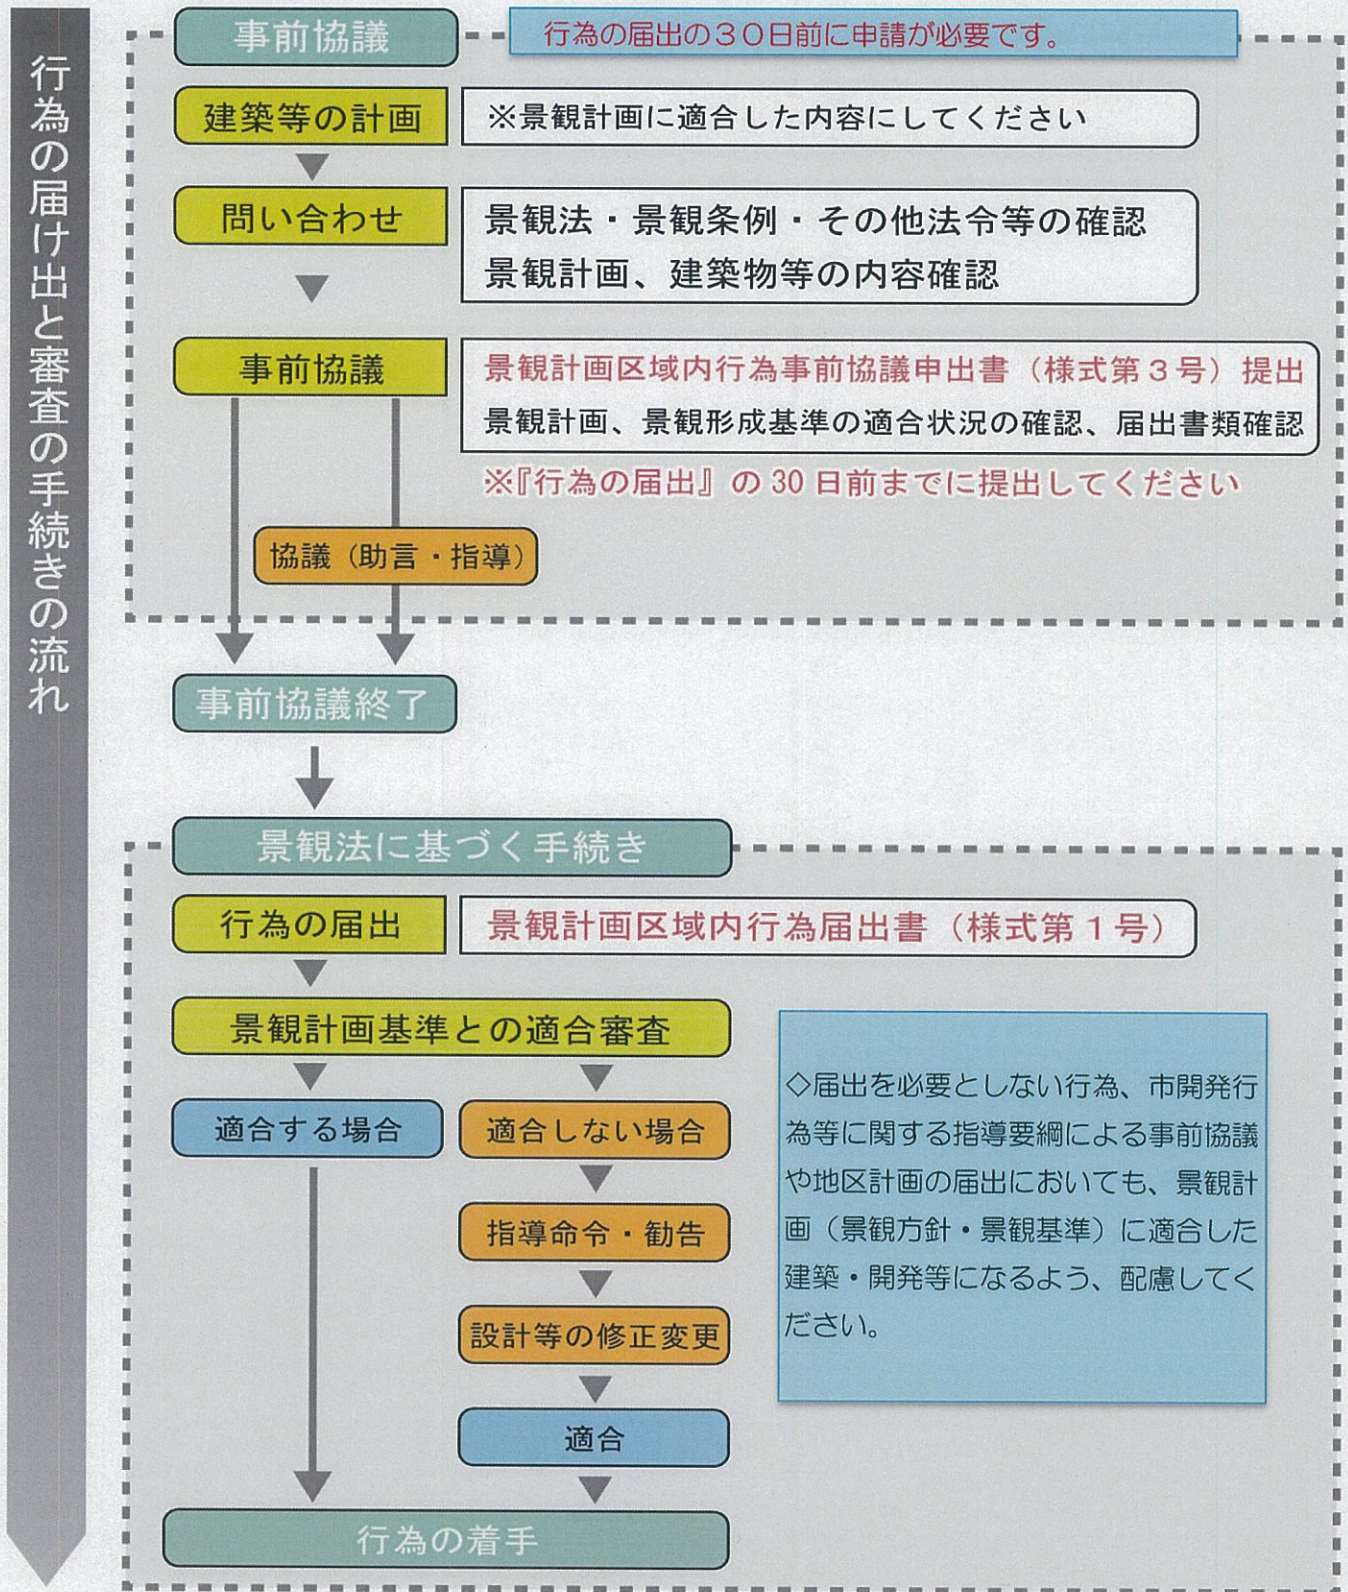 行為の届け出と審査の手続きの流れ
事前協議
行為の届出の30日前に申請が必要です。
建築等の計画
※景観計画に適合した内容にしてください
問い合わせ
景観法・景観条例・その他法令等の確認
景観計画、建築物等の内容確認
事前協議
景観計画区域内行為事前協議申出書（様式第３号）提出
景観計画、景観形成基準の適合状況の確認、届出書類確認
※『行為の届出』の 30 日前までに提出してください
協議（助言・指導）
事前協議終了
景観法に基づく手続き
行為の届出
景観計画区域内行為届出書（様式第１号）
景観計画基準との適合審査
適合する場合
適合しない場合
指導命令・勧告
設計等の修正変更
適合
行為の着手
◇届出を必要としない行為、市開発行
為等に関する指導要綱による事前協議
や地区計画の届出においても、景観計
画（景観方針・景観基準）に適合した
建築・開発等になるよう、配慮してく
ださい。